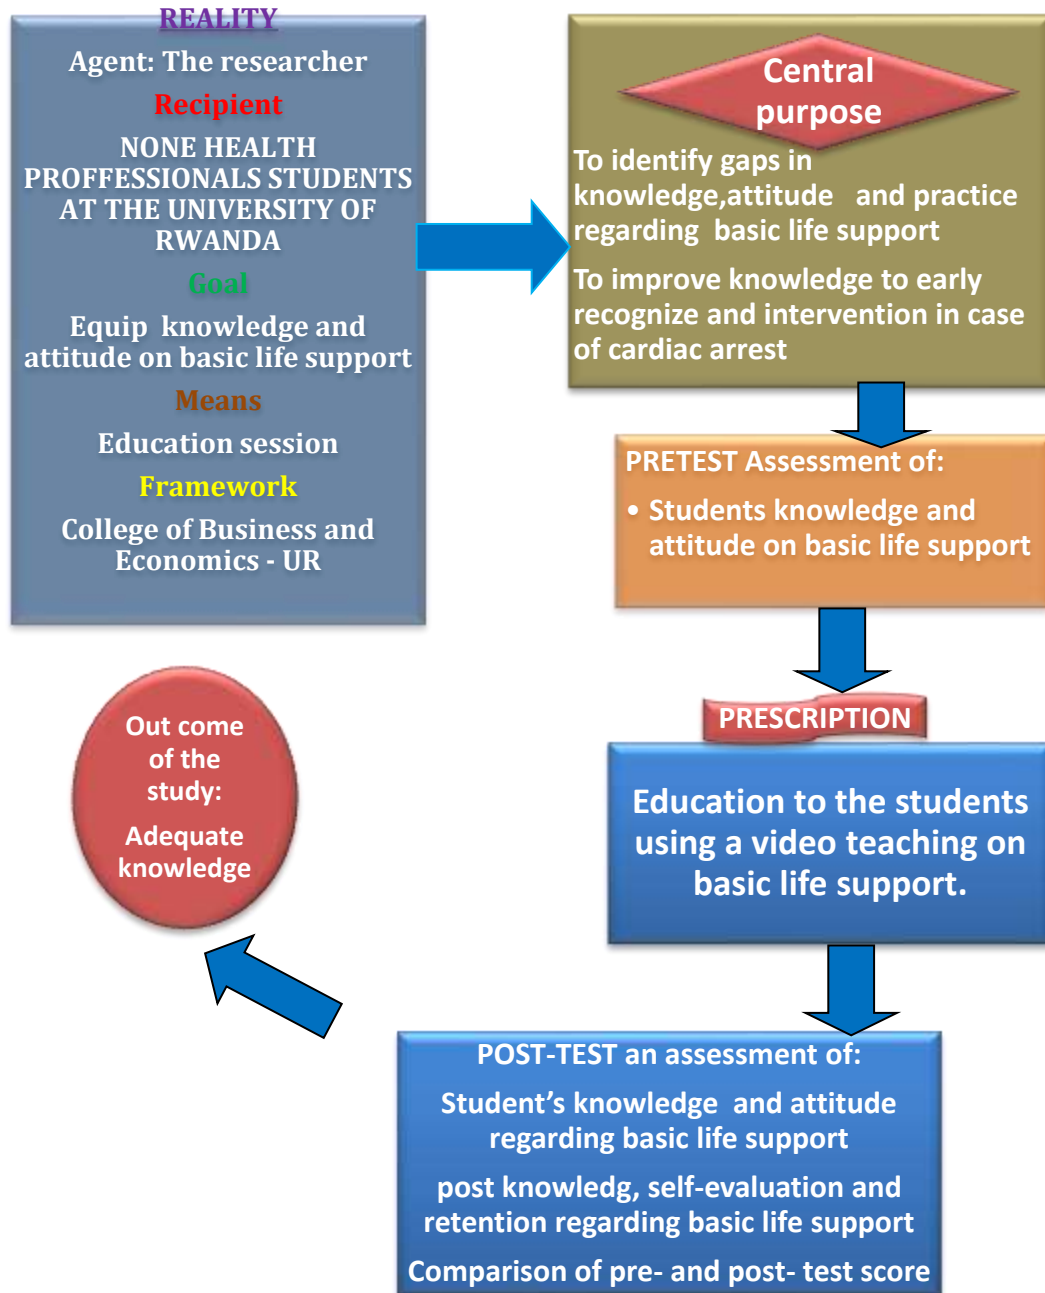 REALITY
Agent: The researcher
Recipient
NONE HEALTH
PROFFESSIONALS STUDENTS
AT THE UNIVERSITY OF
RWANDA
Goal
Equip knowledge and
attitude on basic life support
Means
Education session
Framework
College of Business and
Economics - UR
Central
purpose
To identify gaps in
knowledge,attitude and practice
regarding basic life support
To improve knowledge to early
recognize and intervention in case
of cardiac arrest
PRETEST Assessment of:
• Students knowledge and
attitude on basic life support
PRESCRIPTION
Education to the students
using a video teaching on
basic life support.
POST-TEST an assessment of:
Student’s knowledge and attitude
regarding basic life support
post knowledg, self-evaluation and
retention regarding basic life support
Comparison of pre- and post- test score
Out come
of the
study:
Adequate
knowledge